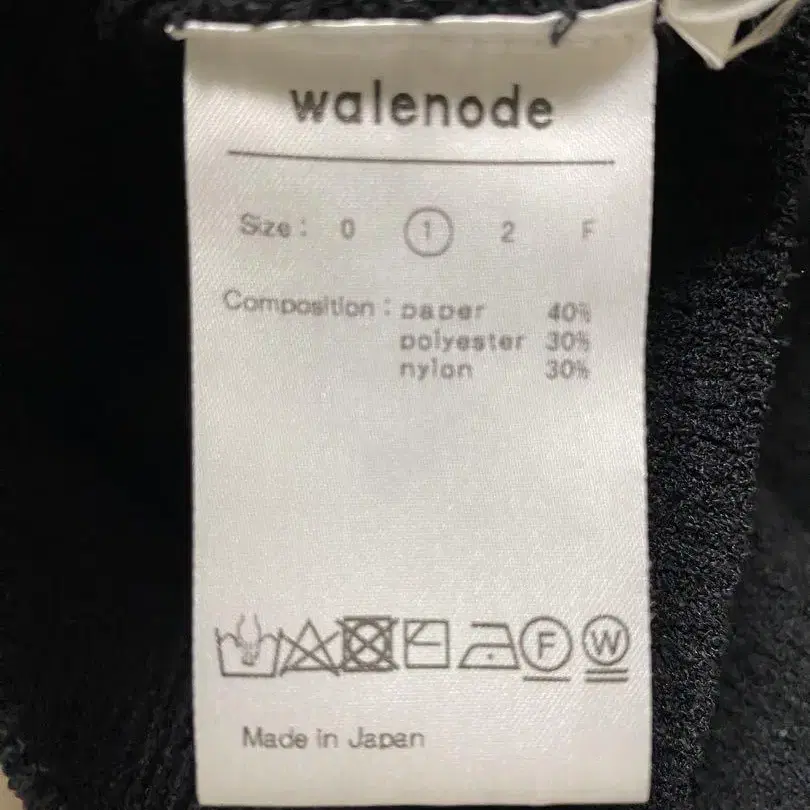 walenode
Size: 0 1 2 F
Composition: paper 40%
polyester 30%
nylon 30%
F W
Made in Japan